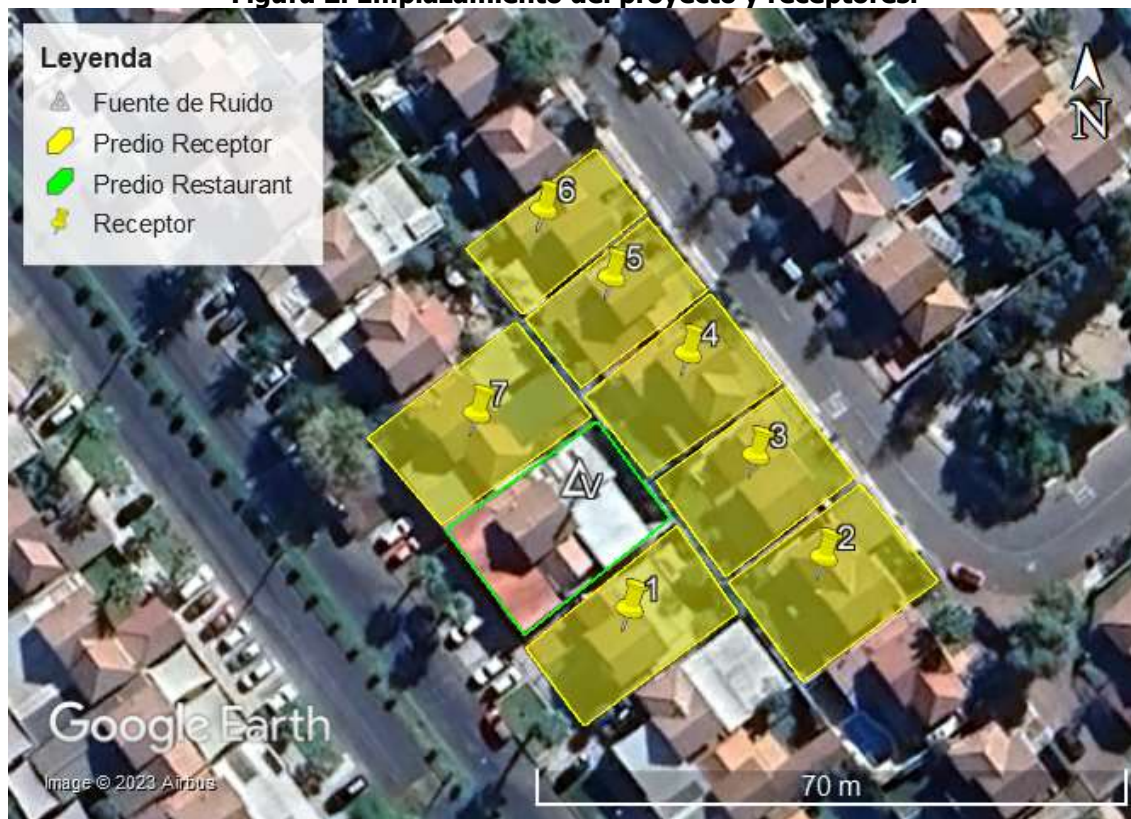 Figura 2. Emplazamiento del proyecto y receptores.
Leyenda
Fuente de Ruido
Predio Receptor
Predio Restaurant
Receptor
N
6
5
4
7
3
V
2
1
Google Earth
Image © 2023 Airbus
70 m